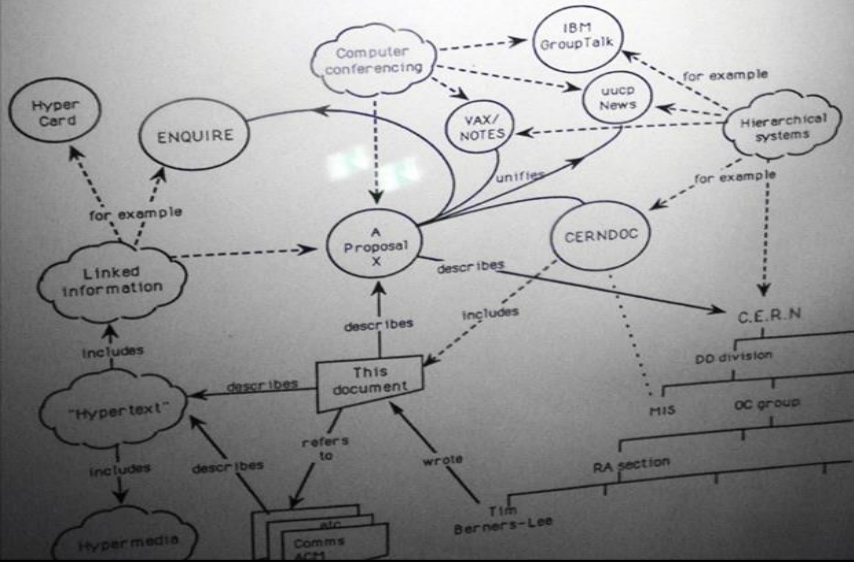 IBM
GroupTalk
Computer
conferencing
for example
Hyper
Card
uucp
News
ENQUIRE
VAX/
NOTES
Hierarchical
systems
unifies
for example
for example
A
Proposal
X
CERNDOC
Linked
information
describes
includes
C.E.R.N
describes
includes
DD division
This
document
describes
MIS
OC group
"Hypertext"
refers
to
wrote
includes
describes
RA section
Tim
Berners-Lee
etc
Hypermedia
Comms
ACM